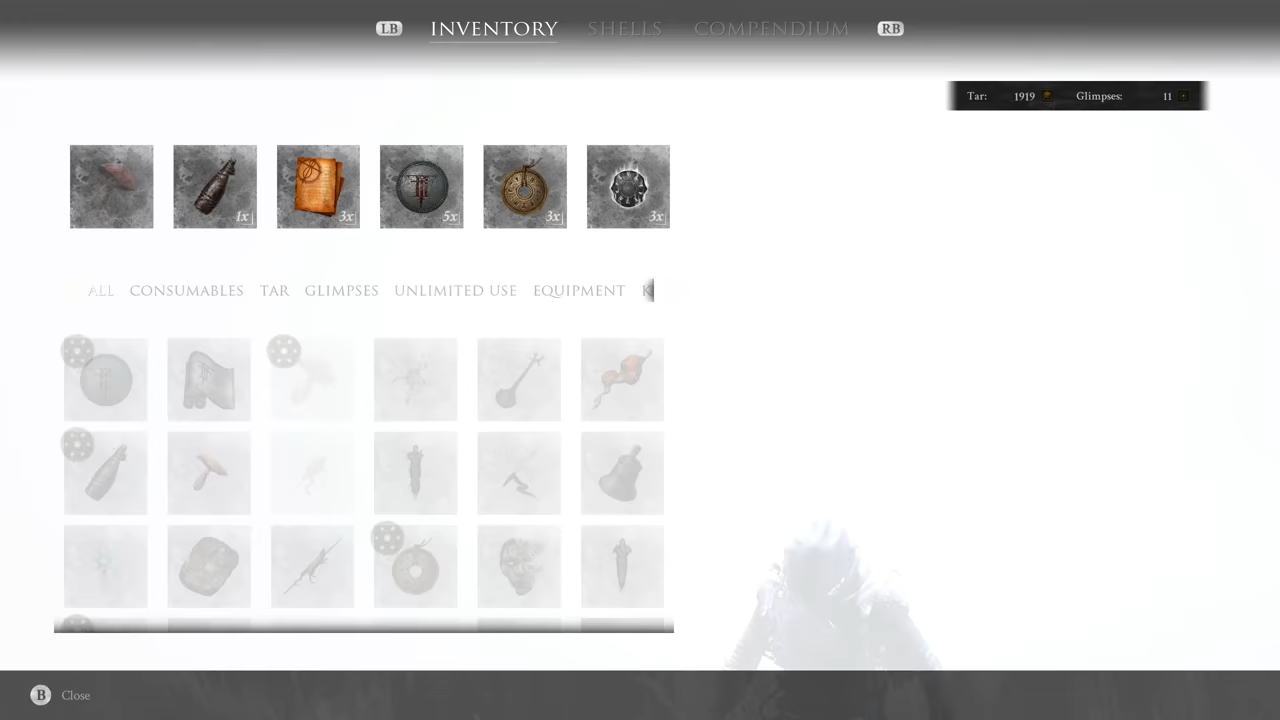 LB INVENTORY SHELLS COMPENDIUM RB
Tar: 1919 Glimpses: 11
1x 3x 5x 3x 3x
ALL CONSUMABLES TAR GLIMPSES UNLIMITED USE EQUIPMENT
B Close